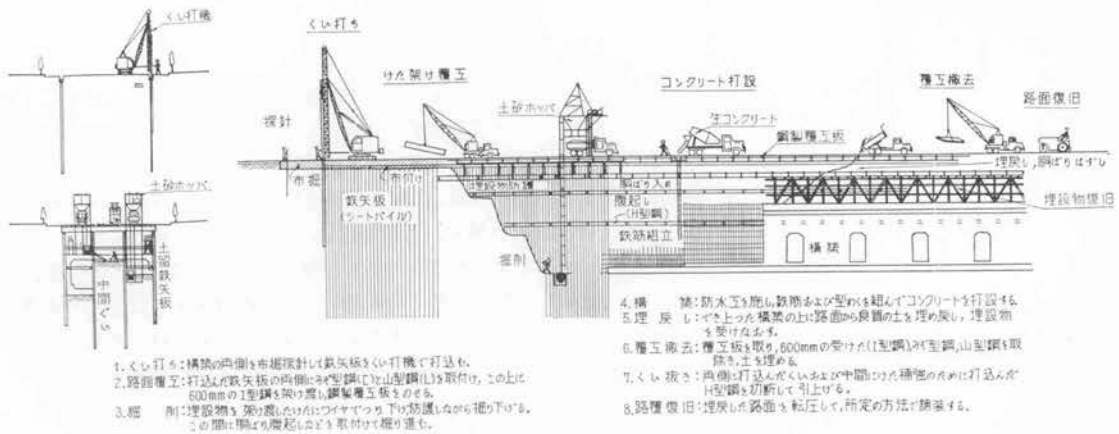 くい打機
土砂ホッパ
土留鉄矢板
中間ぐい
くい打ち
けた架け覆工
土砂ホッパ
コンクリート打設
生コンクリート
鋼製覆工板
覆工撤去
路面復旧
探針
布掘
布付け
鉄矢板
(シートパイル)
埋設物防護
胴ばり入れ
腹起し
(H型鋼)
鉄筋組立
掘削
埋戻し,胴ばりはずし
埋設物復旧
構築
1.くい打ち:構築の両側を布掘探針して鉄矢板をくい打機で打込む。
2.路面覆工:打込んだ鉄矢板の両側にみぞ型鋼(C)と山型鋼(L)を取付け,この上に
600mmのI型鋼を架け渡し鋼製覆工板をのせる。
3.掘 削:埋設物を架け渡したけたにワイヤでつり下げ防護しながら掘り下げる。
この間に胴ばり腹起しなどを取付けて掘り進む。
4.構 築:防水工を施し,鉄筋および型わくを組んでコンクリートを打設する。
5.埋 戻 し:でき上った構築の上に路面から良質の土を埋め戻し,埋設物
を受けなおす。
6.覆工撤去:覆工板を取り,600mmの受けた(I型鋼)みぞ型鋼,山型鋼を取
除き,土を埋める。
7.くい抜き:両側に打込んだくいおよび中間にけた補強のために打込んだ
H型鋼を切断して引上げる。
8.路覆復旧:埋戻した路面を転圧して,所定の方法で舗装する。